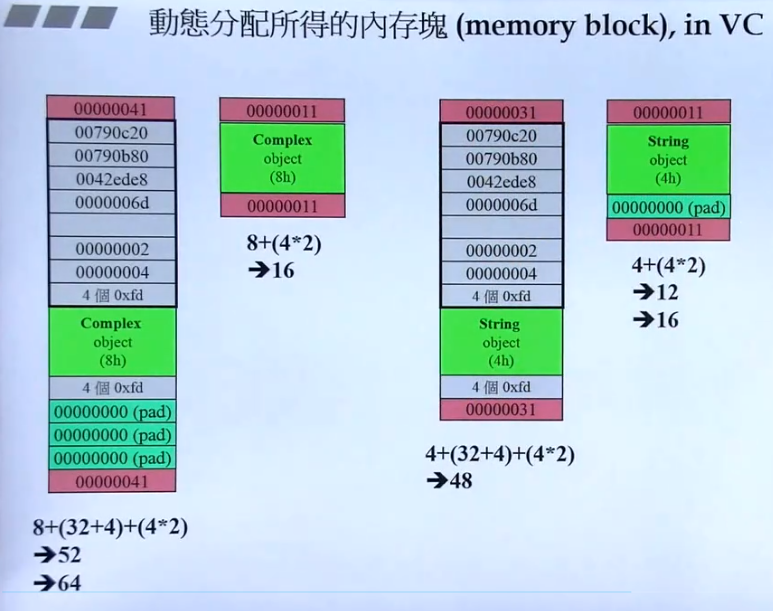 動態分配所得的內存塊 (memory block), in VC
00000041
00790c20
00790b80
0042ede8
0000006d
00000002
00000004
4 個 0xfd
Complex
object
(8h)
4 個 0xfd
00000000 (pad)
00000000 (pad)
00000000 (pad)
00000041
8+(32+4)+(4*2)
➔52
➔64
00000011
Complex
object
(8h)
00000011
8+(4*2)
➔16
00000031
00790c20
00790b80
0042ede8
0000006d
00000002
00000004
4 個 0xfd
String
object
(4h)
4 個 0xfd
00000031
4+(32+4)+(4*2)
➔48
00000011
String
object
(4h)
00000000 (pad)
00000011
4+(4*2)
➔12
➔16